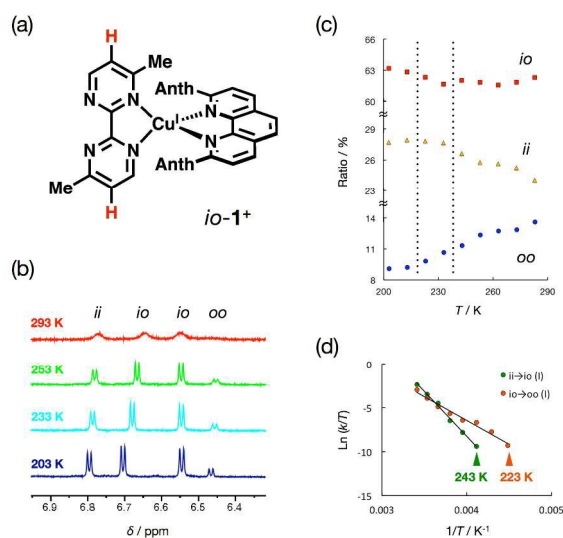 (a)
H
Me
N
N
N
N
Cu^I
Anth
N
N
Anth
Me
H
io-1⁺
(b)
ii
io
io
oo
293 K
253 K
233 K
203 K
6.9
6.8
6.7
6.6
6.5
6.4
δ / ppm
(c)
66
63
60
29
26
23
14
11
8
Ratio / %
io
ii
oo
200
230
260
290
T / K
(d)
0
-5
-10
-15
Ln (k/T)
ii→io (I)
io→oo (I)
243 K
223 K
0.003
0.004
0.005
1/T / K⁻¹